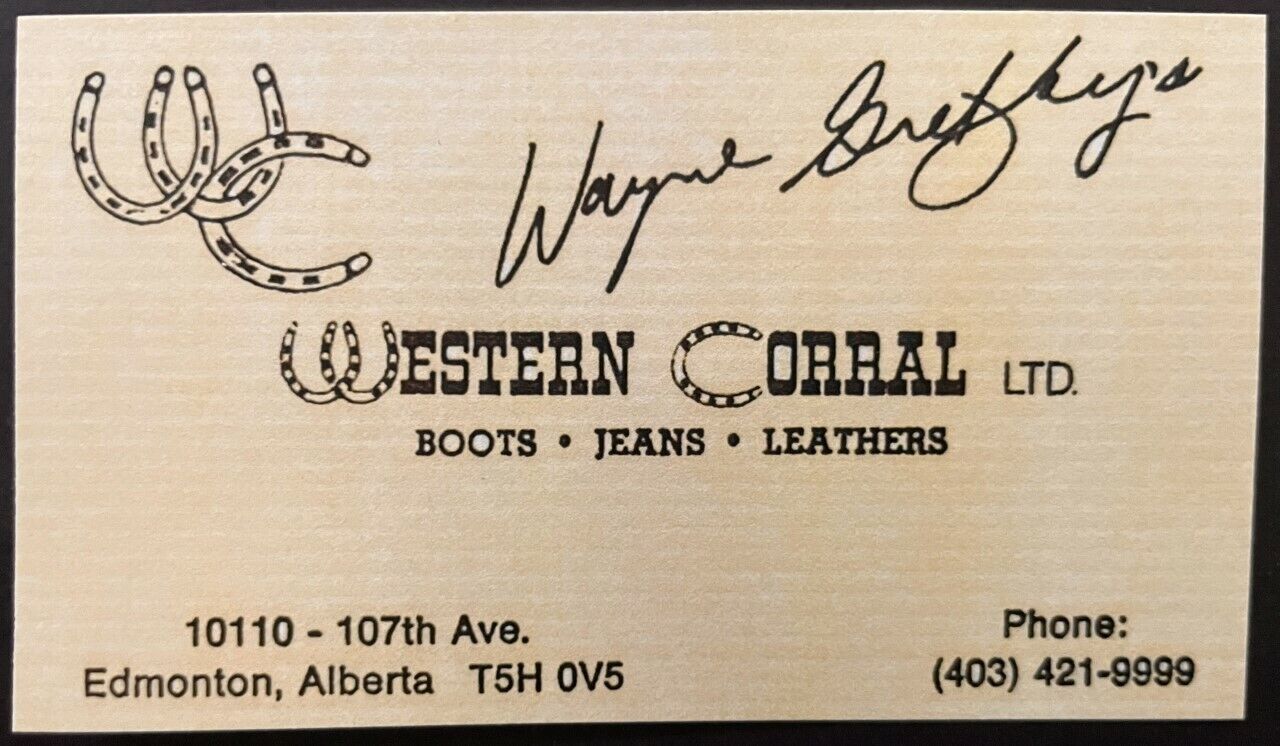 Wayne Gretzky's
WESTERN CORRAL LTD.
BOOTS • JEANS • LEATHERS
10110 - 107th Ave.
Edmonton, Alberta T5H 0V5
Phone:
(403) 421-9999